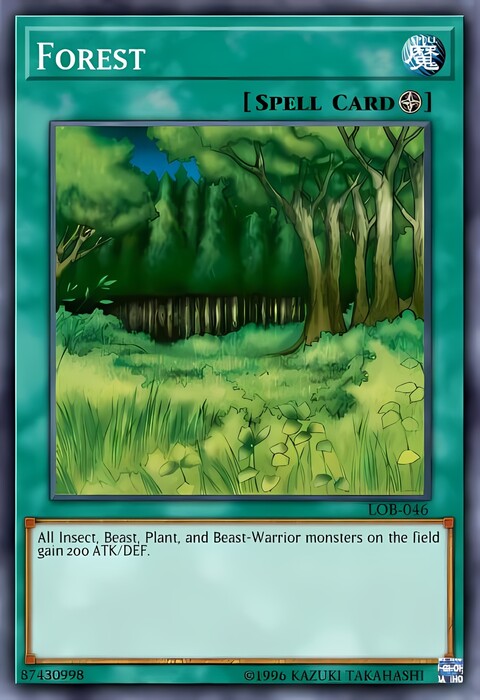 Forest
[Spell Card]
LOB-046
All Insect, Beast, Plant, and Beast-Warrior monsters on the field
gain 200 ATK/DEF.
87430998
©1996 KAZUKI TAKAHASHI